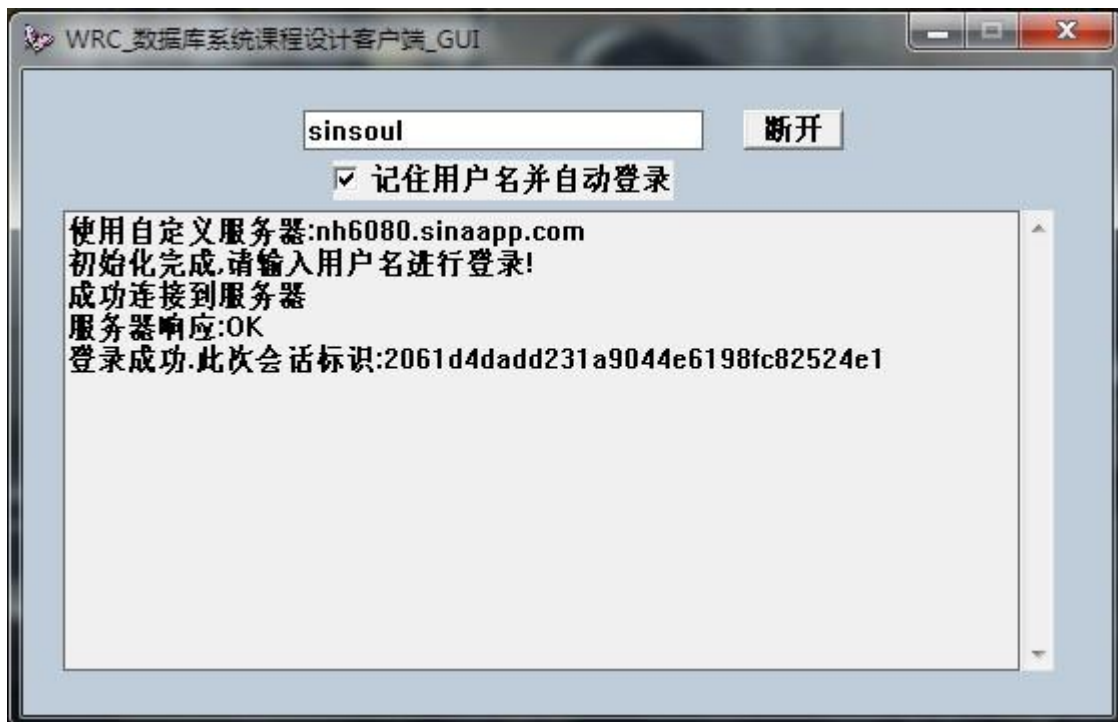 WRC_数据库系统课程设计客户端_GUI
sinsoul
断开
记住用户名并自动登录
使用自定义服务器:nh6080.sinaapp.com
初始化完成,请输入用户名进行登录!
成功连接到服务器
服务器响应:OK
登录成功.此次会话标识:2061d4dadd231a9044e6198fc82524e1